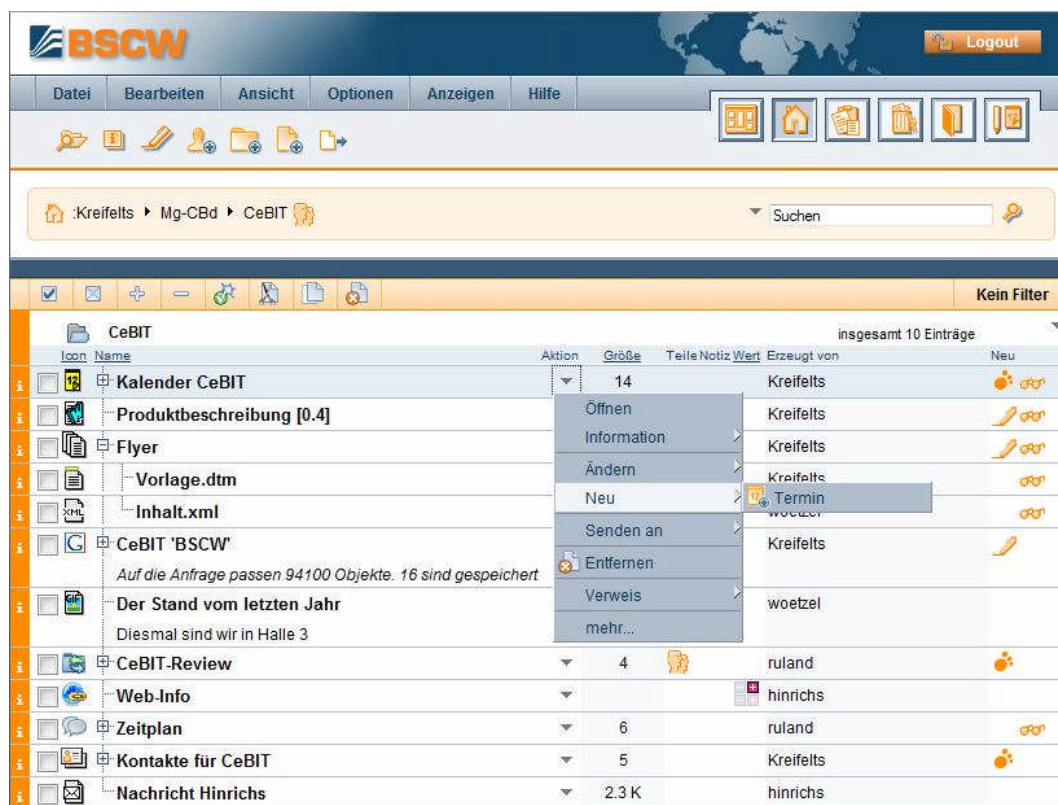 BSCW
Logout
Datei Bearbeiten Ansicht Optionen Anzeigen Hilfe
:Kreifelts Mg-CBd CeBIT
Suchen
Kein Filter
CeBIT
insgesamt 10 Einträge
Icon Name Aktion Größe Teile Notiz Wert Erzeugt von Neu
Kalender CeBIT 14 Kreifelts
Öffnen
Produktbeschreibung [0.4] Kreifelts
Information
Flyer Kreifelts
Ändern
Vorlage.dtm Kreifelts
Neu Termin
Inhalt.xml woetzel
Senden an
CeBIT 'BSCW' Kreifelts
Entfernen
Auf die Anfrage passen 94100 Objekte. 16 sind gespeichert
Verweis
Der Stand vom letzten Jahr woetzel
mehr...
Diesmal sind wir in Halle 3
CeBIT-Review 4 ruland
Web-Info hinrichs
Zeitplan 6 ruland
Kontakte für CeBIT 5 Kreifelts
Nachricht Hinrichs 2.3 K hinrichs